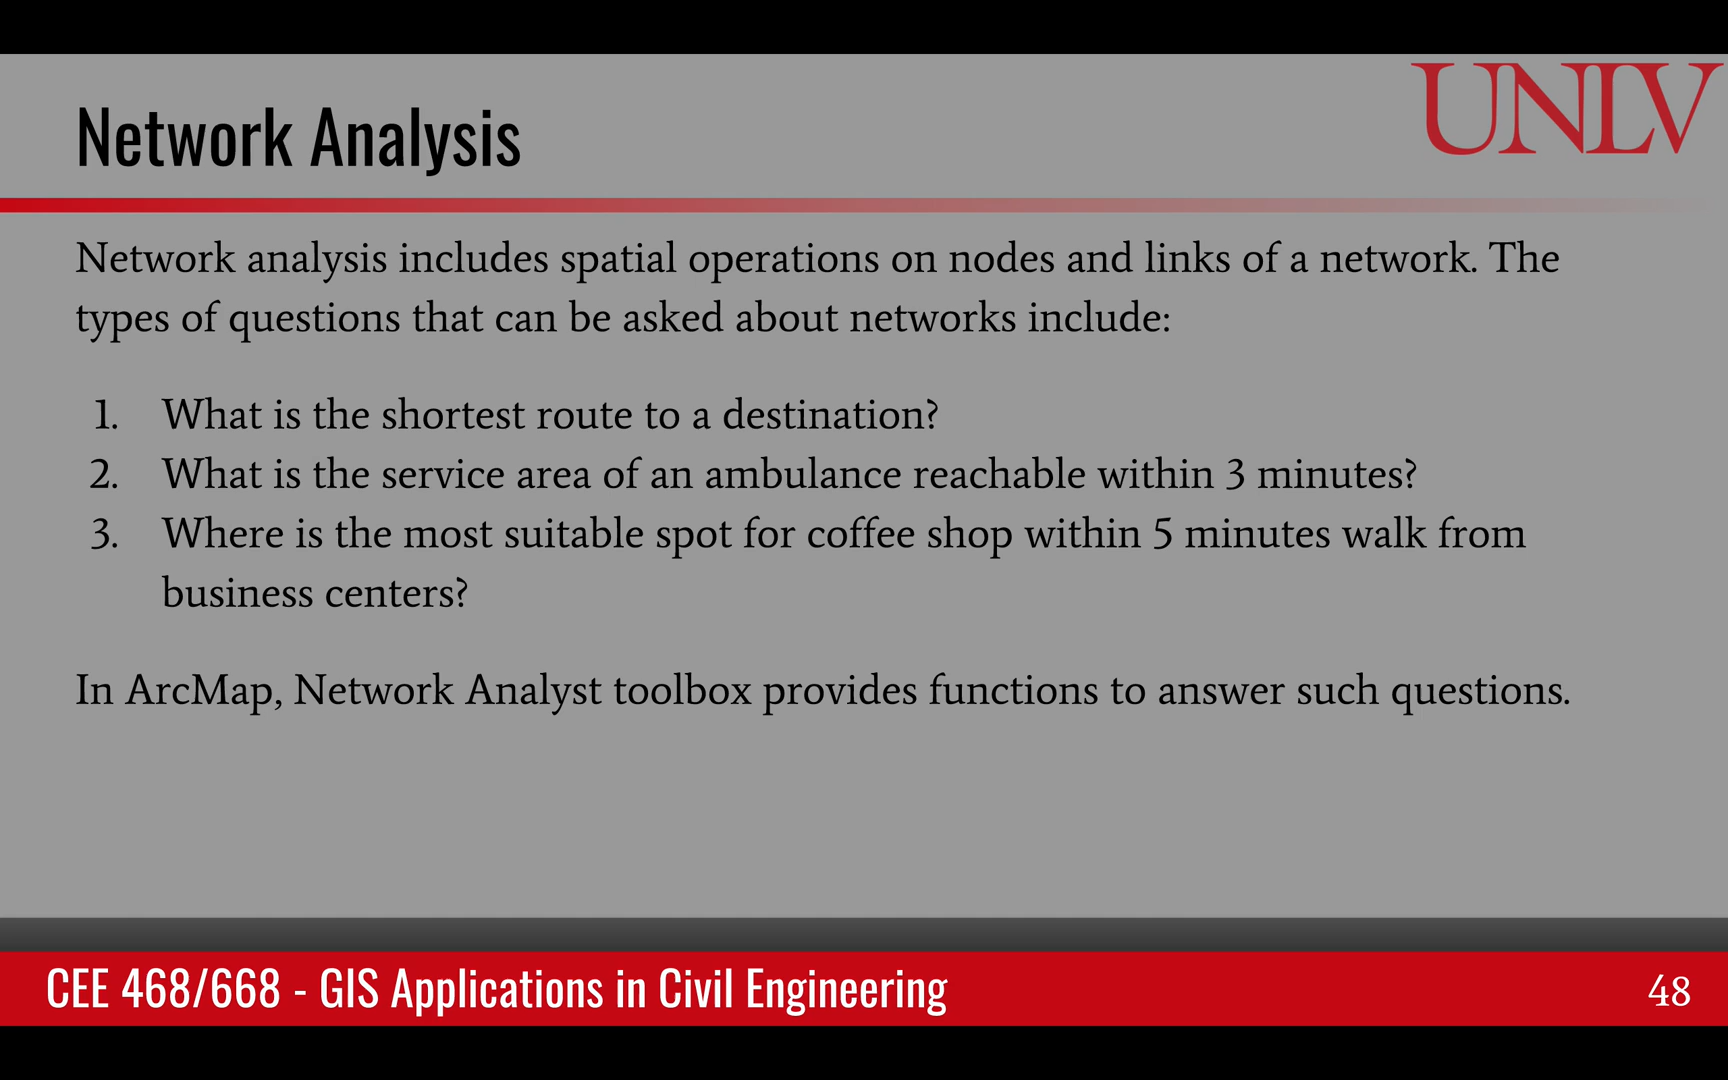 UNLV
Network Analysis
Network analysis includes spatial operations on nodes and links of a network. The
types of questions that can be asked about networks include:
1. What is the shortest route to a destination?
2. What is the service area of an ambulance reachable within 3 minutes?
3. Where is the most suitable spot for coffee shop within 5 minutes walk from
business centers?
In ArcMap, Network Analyst toolbox provides functions to answer such questions.
CEE 468/668 - GIS Applications in Civil Engineering
48